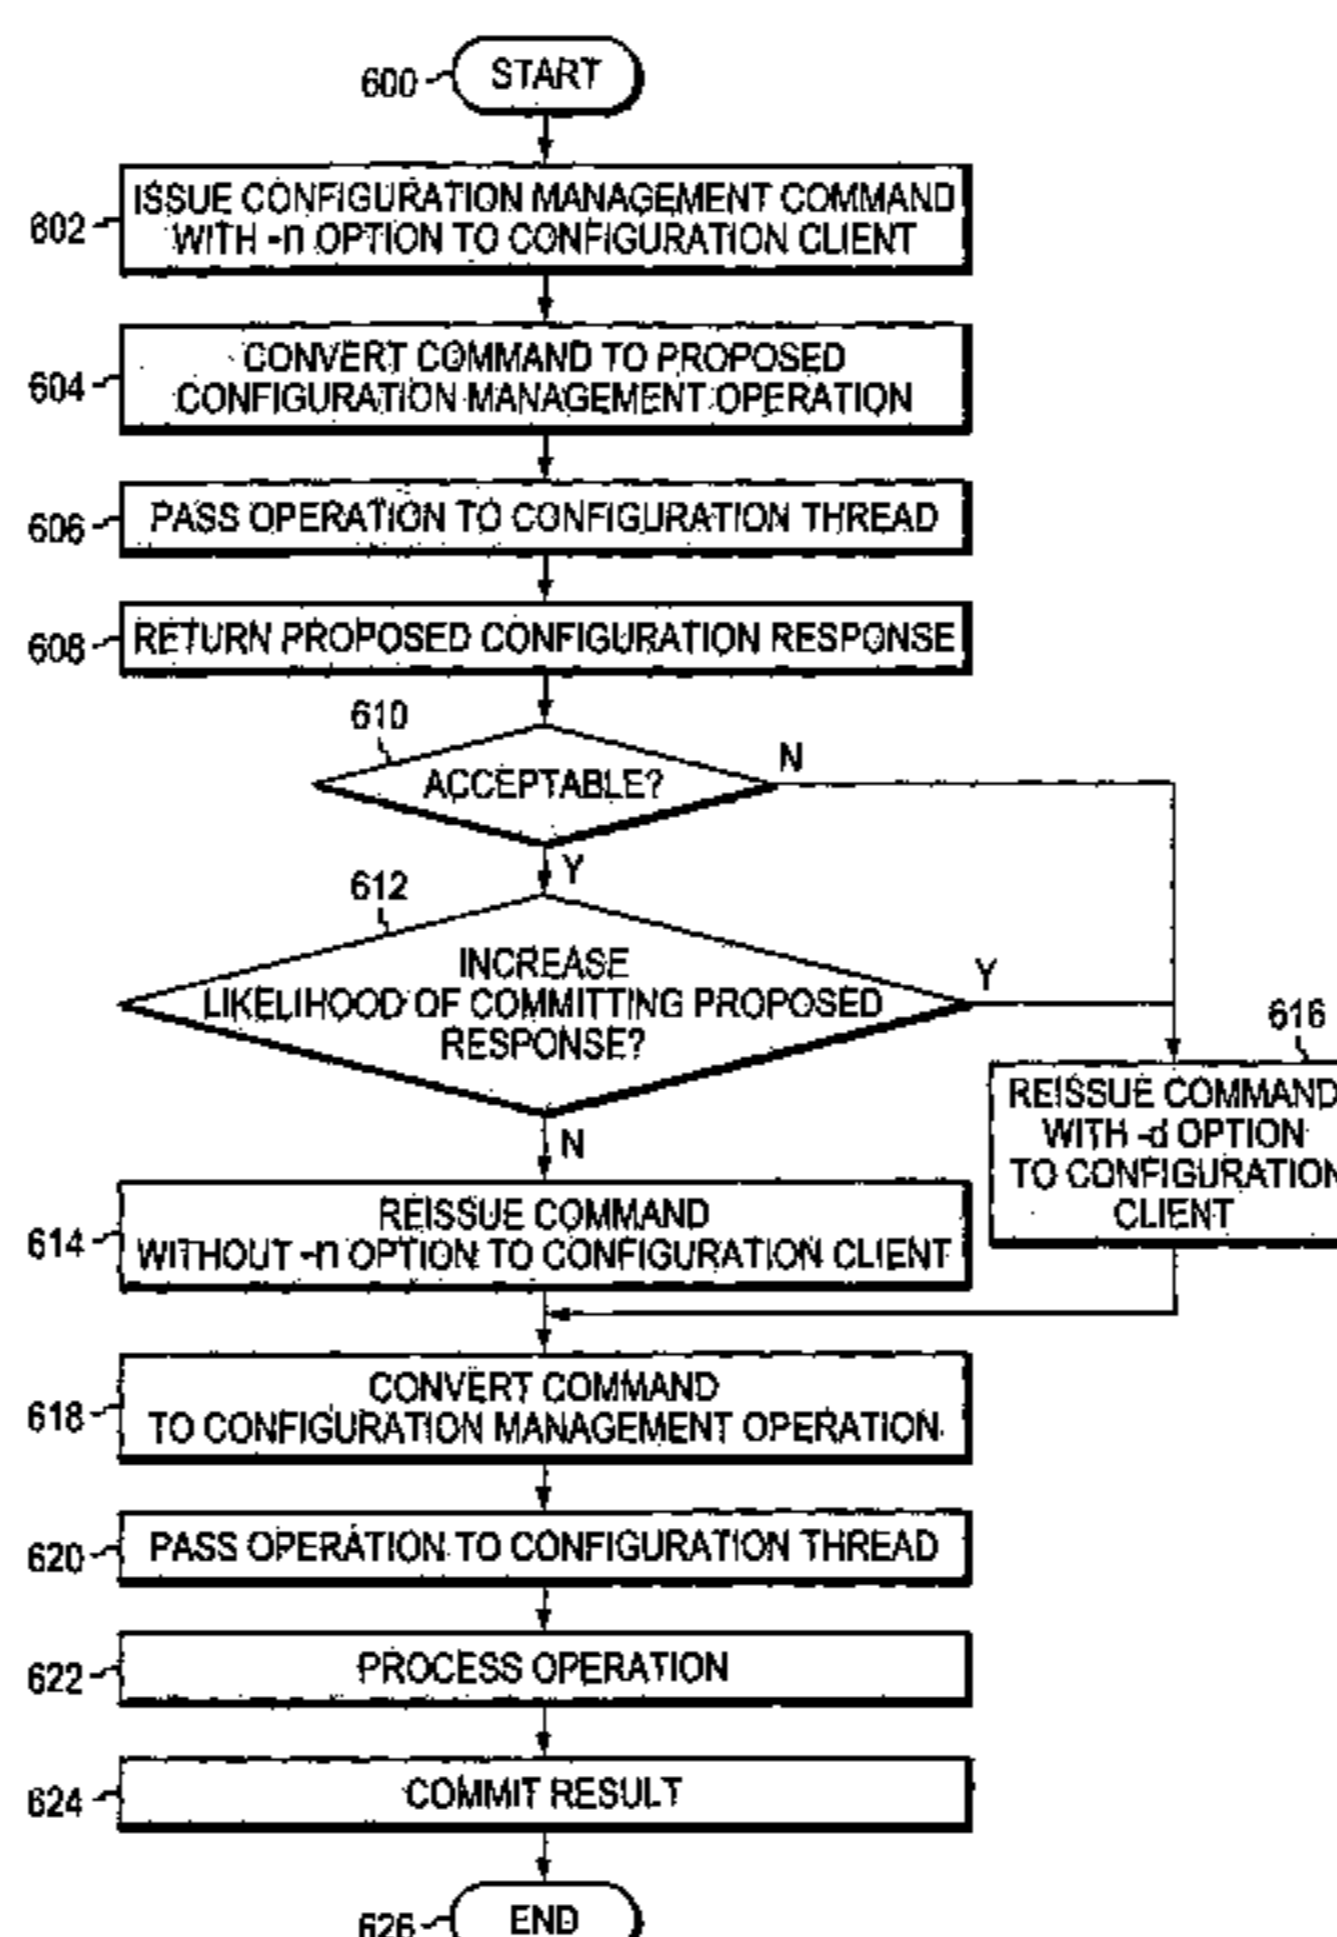 600
START
602
ISSUE CONFIGURATION MANAGEMENT COMMAND
WITH -n OPTION TO CONFIGURATION CLIENT
604
CONVERT COMMAND TO PROPOSED
CONFIGURATION MANAGEMENT OPERATION
606
PASS OPERATION TO CONFIGURATION THREAD
608
RETURN PROPOSED CONFIGURATION RESPONSE
610
ACCEPTABLE?
N
Y
612
INCREASE
LIKELIHOOD OF COMMITTING PROPOSED
RESPONSE?
Y
N
616
REISSUE COMMAND
WITH -d OPTION
TO CONFIGURATION
CLIENT
614
REISSUE COMMAND
WITHOUT -n OPTION TO CONFIGURATION CLIENT
618
CONVERT COMMAND
TO CONFIGURATION MANAGEMENT OPERATION
620
PASS OPERATION TO CONFIGURATION THREAD
622
PROCESS OPERATION
624
COMMIT RESULT
626
END